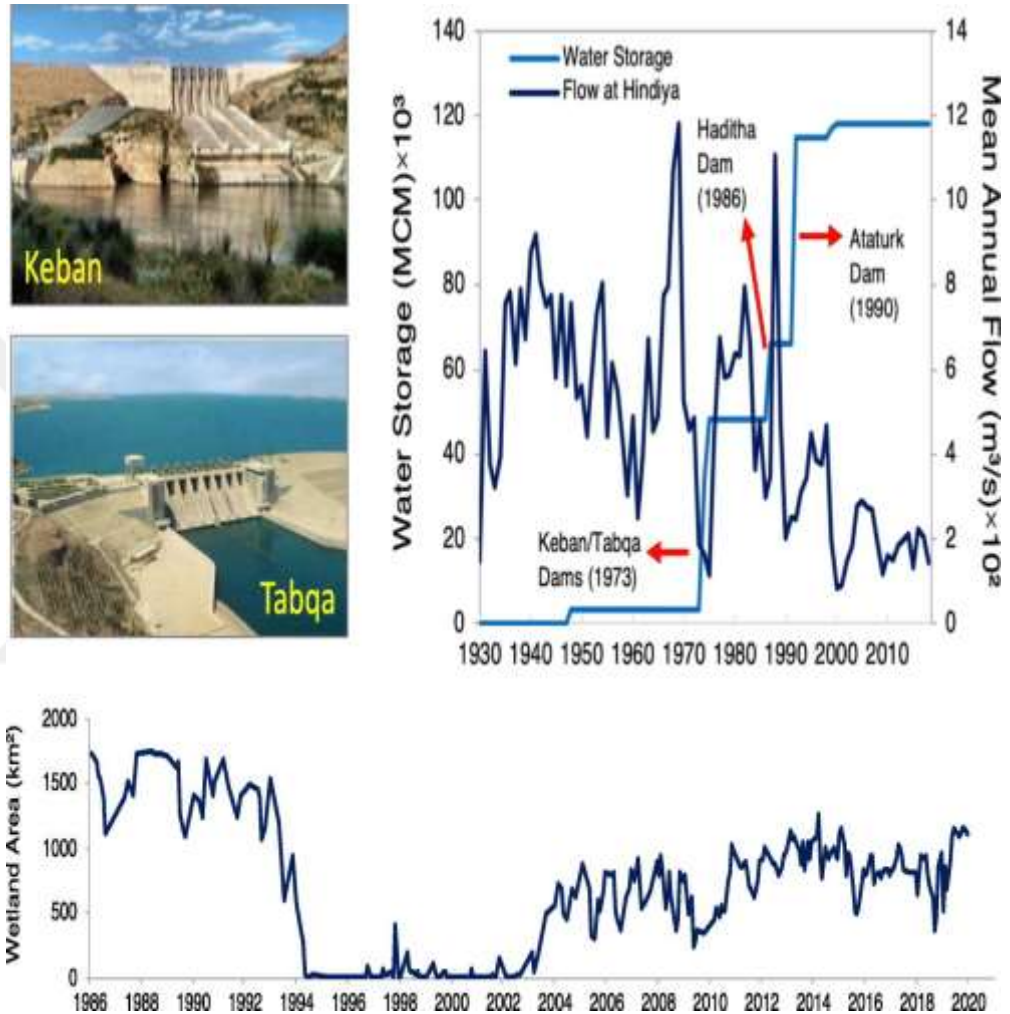 Keban
Tabqa
Water Storage (MCM)×10³
140
120
100
80
60
40
20
0
Water Storage
Flow at Hindiya
Haditha
Dam
(1986)
Ataturk
Dam
(1990)
Keban/Tabqa
Dams (1973)
14
12
10
8
6
4
2
0
Mean Annual Flow (m³/s)×10²
1930 1940 1950 1960 1970 1980 1990 2000 2010
Wetland Area (km²)
2000
1500
1000
500
0
1986 1988 1990 1992 1994 1996 1998 2000 2002 2004 2006 2008 2010 2012 2014 2016 2018 2020